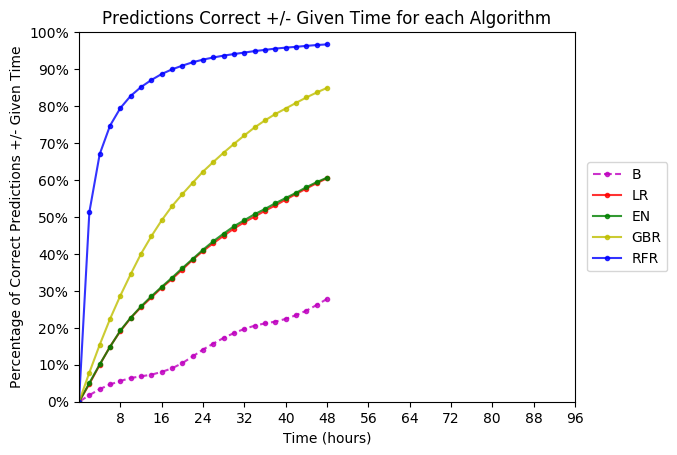 Predictions Correct +/- Given Time for each Algorithm
Percentage of Correct Predictions +/- Given Time
100%
90%
80%
70%
60%
50%
40%
30%
20%
10%
0%
8 16 24 32 40 48 56 64 72 80 88 96
Time (hours)
B
LR
EN
GBR
RFR